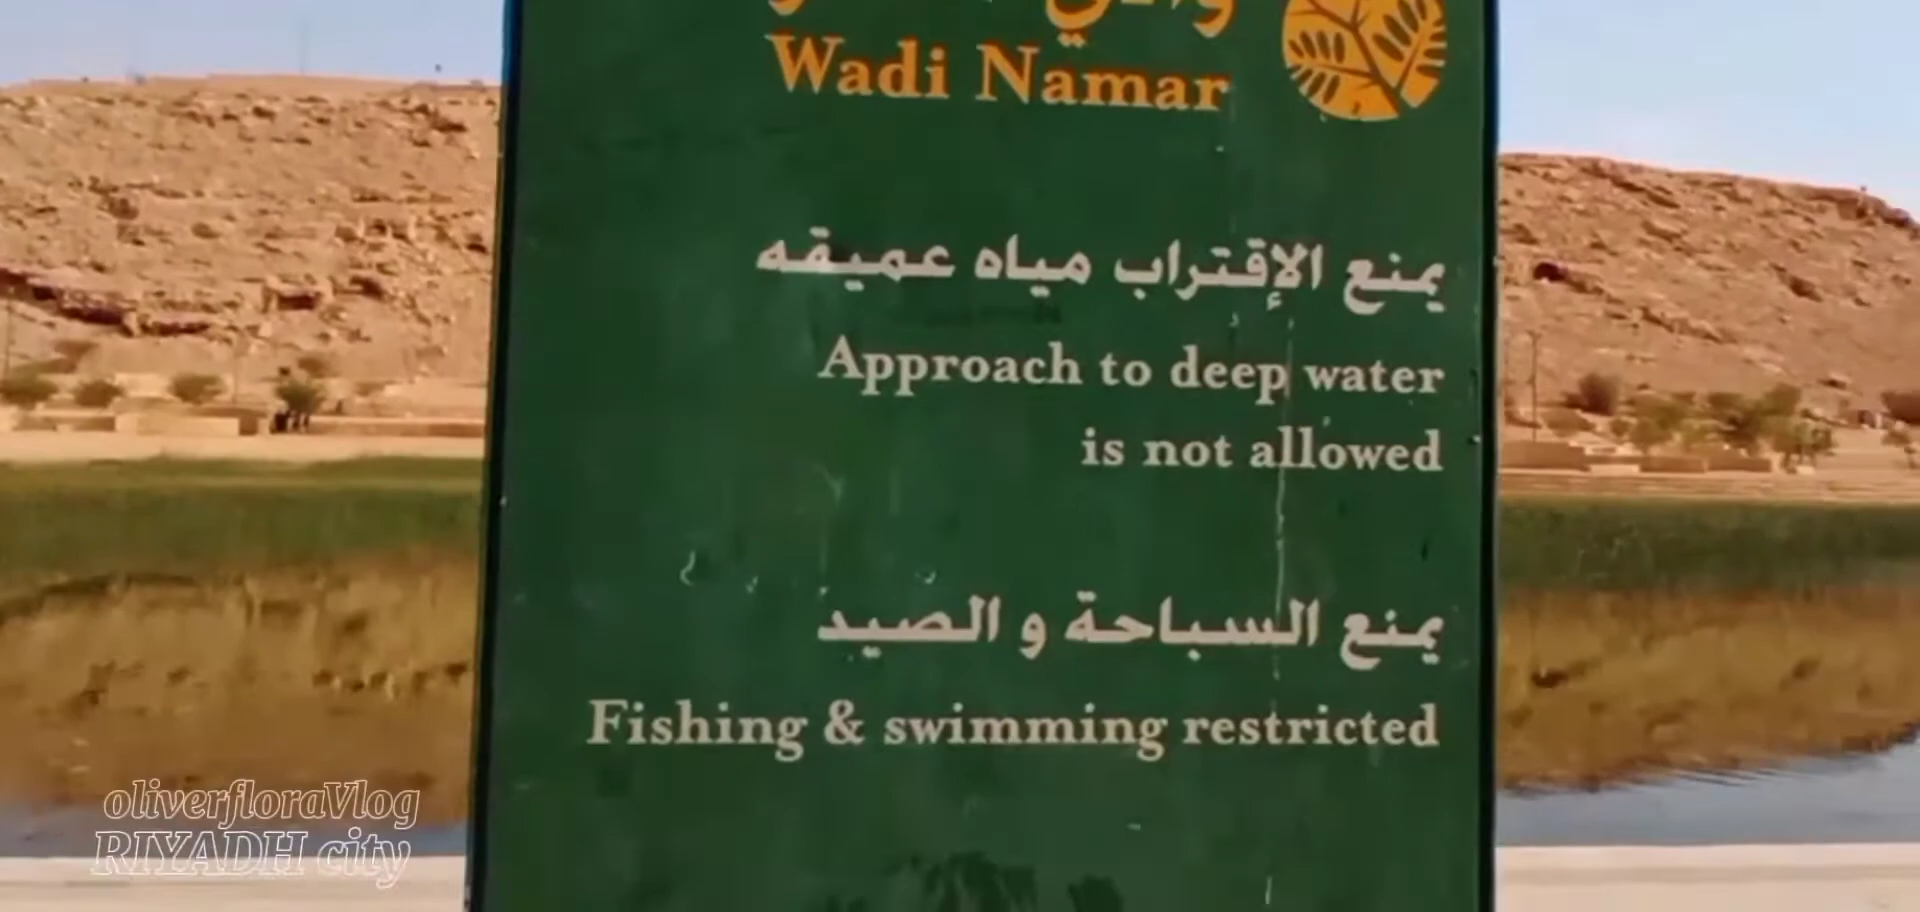 Wadi Namar
يمنع الإقتراب مياه عميقه
Approach to deep water
is not allowed
يمنع السباحة و الصيد
Fishing & swimming restricted
oliverfloraVlog
RIYADH city